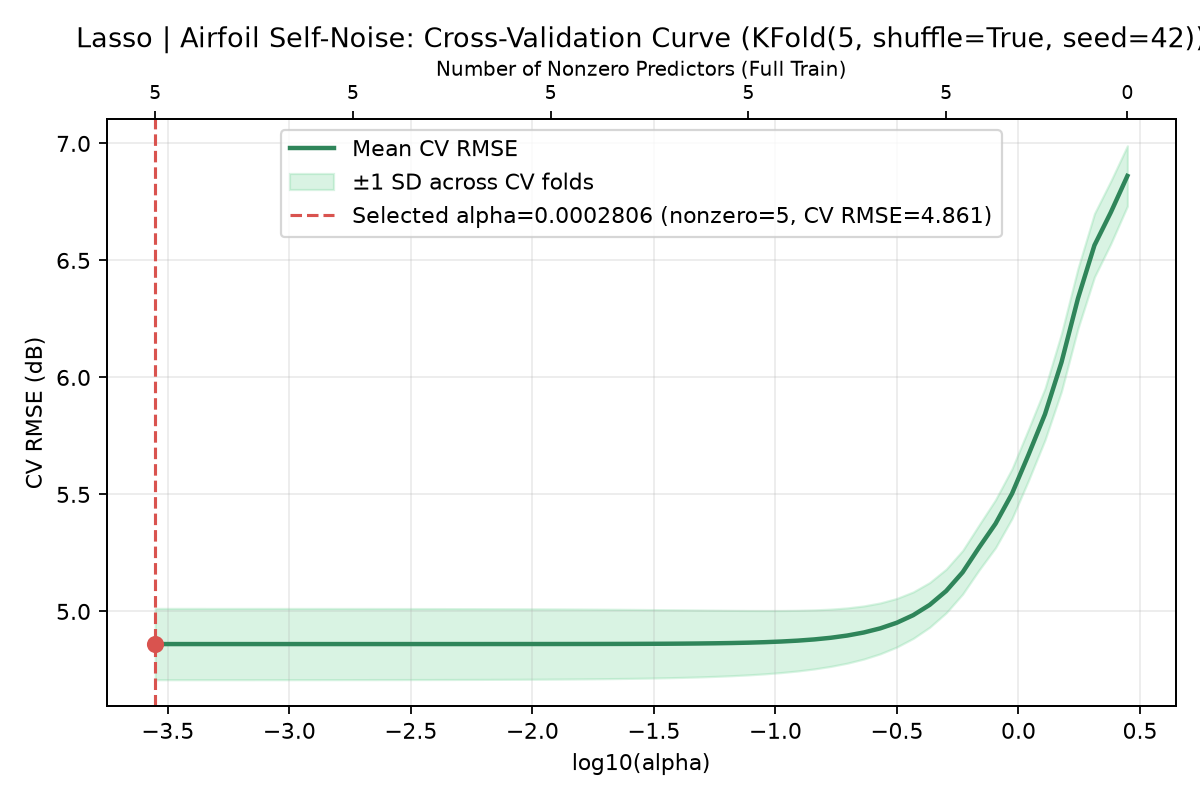 Lasso | Airfoil Self-Noise: Cross-Validation Curve (KFold(5, shuffle=True, seed=42))
Number of Nonzero Predictors (Full Train)
5 5 5 5 5 0
Mean CV RMSE
±1 SD across CV folds
Selected alpha=0.0002806 (nonzero=5, CV RMSE=4.861)
7.0
6.5
6.0
5.5
5.0
CV RMSE (dB)
−3.5 −3.0 −2.5 −2.0 −1.5 −1.0 −0.5 0.0 0.5
log10(alpha)